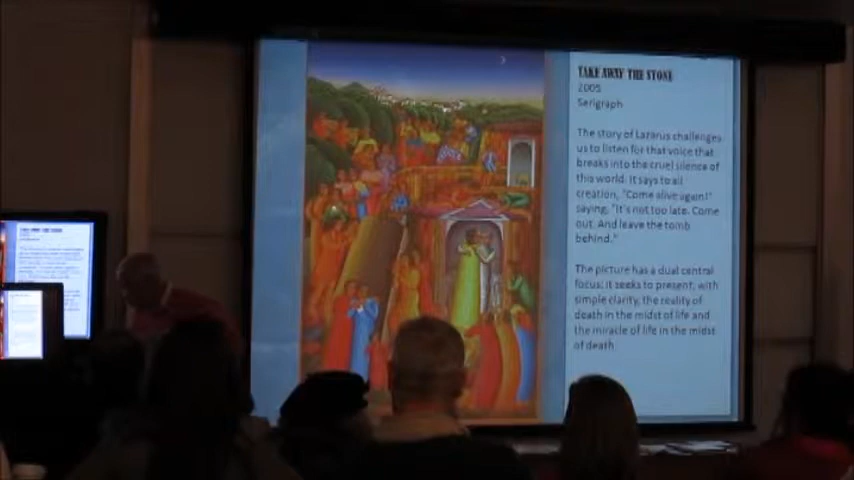 TAKE AWAY THE STONE
2005
Serigraph
The story of Lazarus challenges
us to listen for that voice that
breaks into the cruel silence of
this world. It says to all
creation, "Come alive again!"
saying, "It's not too late. Come
out. And leave the tomb
behind."
The picture has a dual central
focus: it seeks to present, with
simple clarity, the reality of
death in the midst of life and
the miracle of life in the midst
of death.